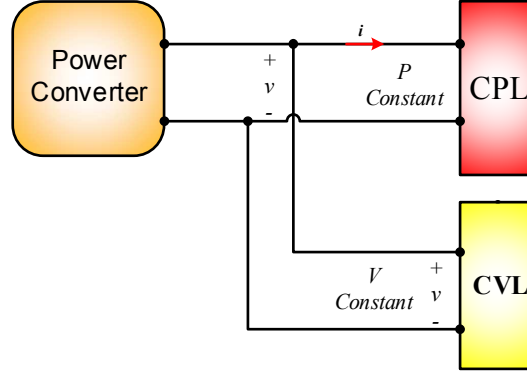 Power
Converter
+
v
-
i
P
Constant
CPL
V
Constant
+
v
-
CVL